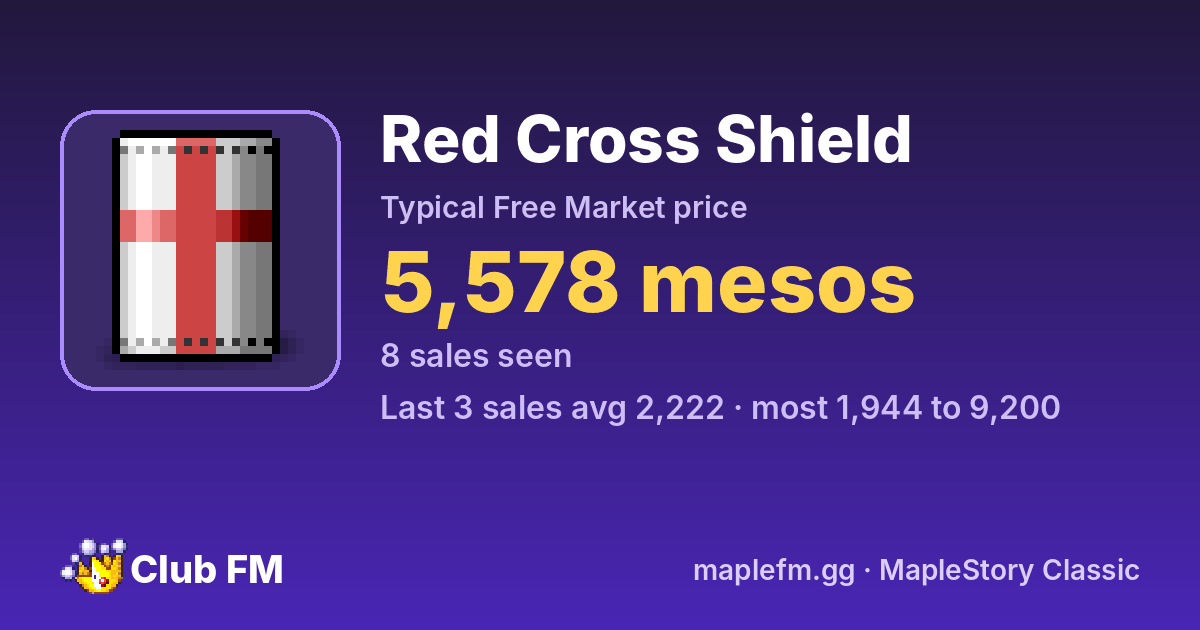 Red Cross Shield
Typical Free Market price
5,578 mesos
8 sales seen
Last 3 sales avg 2,222 · most 1,944 to 9,200
Club FM
maplefm.gg · MapleStory Classic